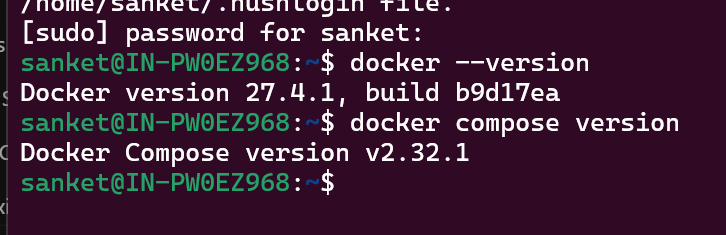 /home/sanket/.hushlogin file.
[sudo] password for sanket:
sanket@IN-PW0EZ968:~$ docker --version
Docker version 27.4.1, build b9d17ea
sanket@IN-PW0EZ968:~$ docker compose version
Docker Compose version v2.32.1
sanket@IN-PW0EZ968:~$